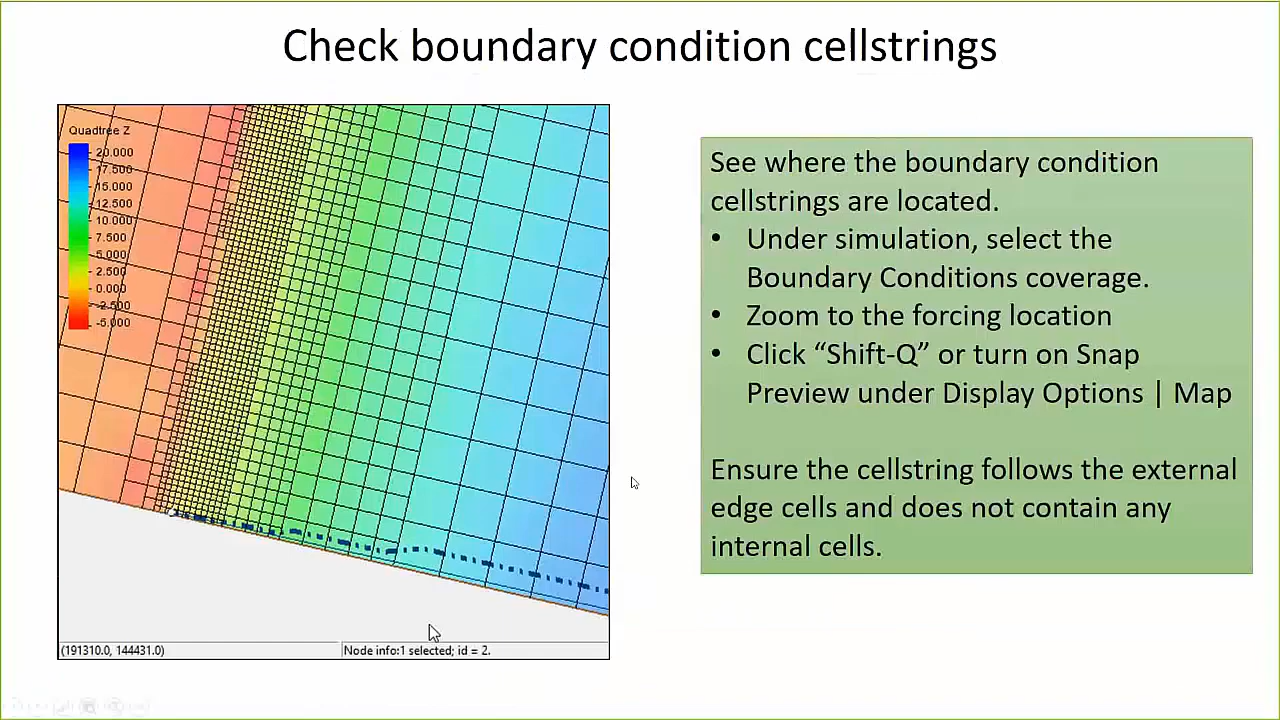 Check boundary condition cellstrings
Quadtree Z
20.000
17.500
15.000
12.500
10.000
7.500
5.000
2.500
0.000
-2.500
-5.000
(191310.0, 144431.0)
Node info:1 selected; id = 2.
See where the boundary condition
cellstrings are located.
• Under simulation, select the
Boundary Conditions coverage.
• Zoom to the forcing location
• Click “Shift-Q” or turn on Snap
Preview under Display Options | Map
Ensure the cellstring follows the external
edge cells and does not contain any
internal cells.